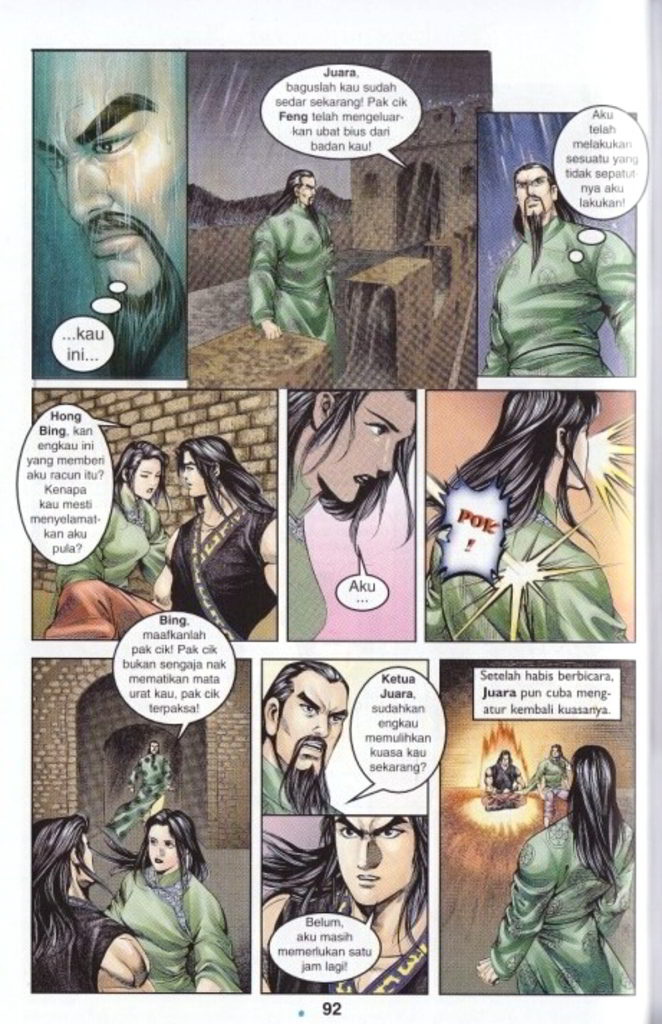 Juara,
baguslah kau sudah
sedar sekarang! Pak cik
Feng telah mengeluar-
kan ubat bius dari
badan kau!
Aku
telah
melakukan
sesuatu yang
tidak sepatut-
nya aku
lakukan!
...kau
ini...
Hong
Bing, kan
engkau ini
yang memberi
aku racun itu?
Kenapa
kau mesti
menyelamat-
kan aku
pula?
Aku
...
POK
!
Bing,
maafkanlah
pak cik! Pak cik
bukan sengaja nak
mematikan mata
urat kau, pak cik
terpaksa!
Ketua
Juara,
sudahkan
engkau
memulihkan
kuasa kau
sekarang?
Belum,
aku masih
memerlukan satu
jam lagi!
Setelah habis berbicara,
Juara pun cuba meng-
atur kembali kuasanya.
92